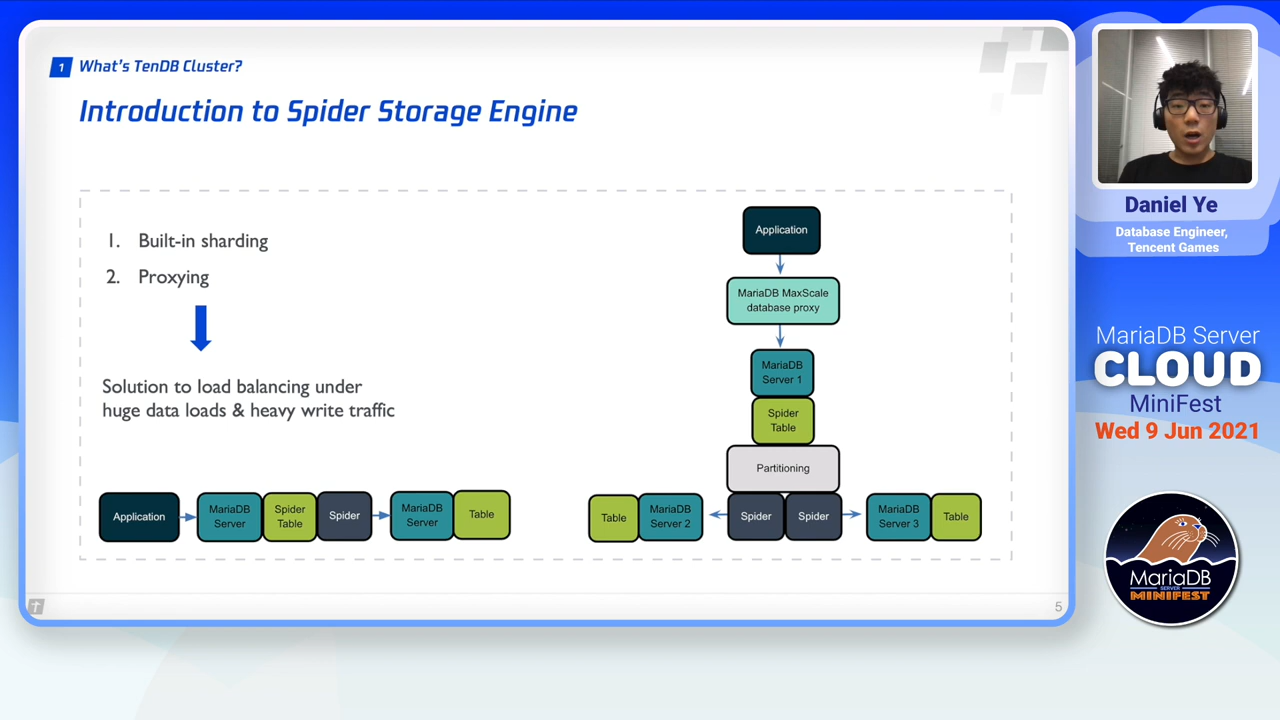 1 What's TenDB Cluster?
Introduction to Spider Storage Engine
1. Built-in sharding
2. Proxying
Solution to load balancing under
huge data loads & heavy write traffic
Application
MariaDB
Server
Spider
Table
Spider
MariaDB
Server
Table
Application
MariaDB MaxScale
database proxy
MariaDB
Server 1
Spider
Table
Partitioning
Table
MariaDB
Server 2
Spider
Spider
MariaDB
Server 3
Table
5
Daniel Ye
Database Engineer,
Tencent Games
MariaDB Server
CLOUD
MiniFest
Wed 9 Jun 2021
MariaDB
SERVER
MINIFEST